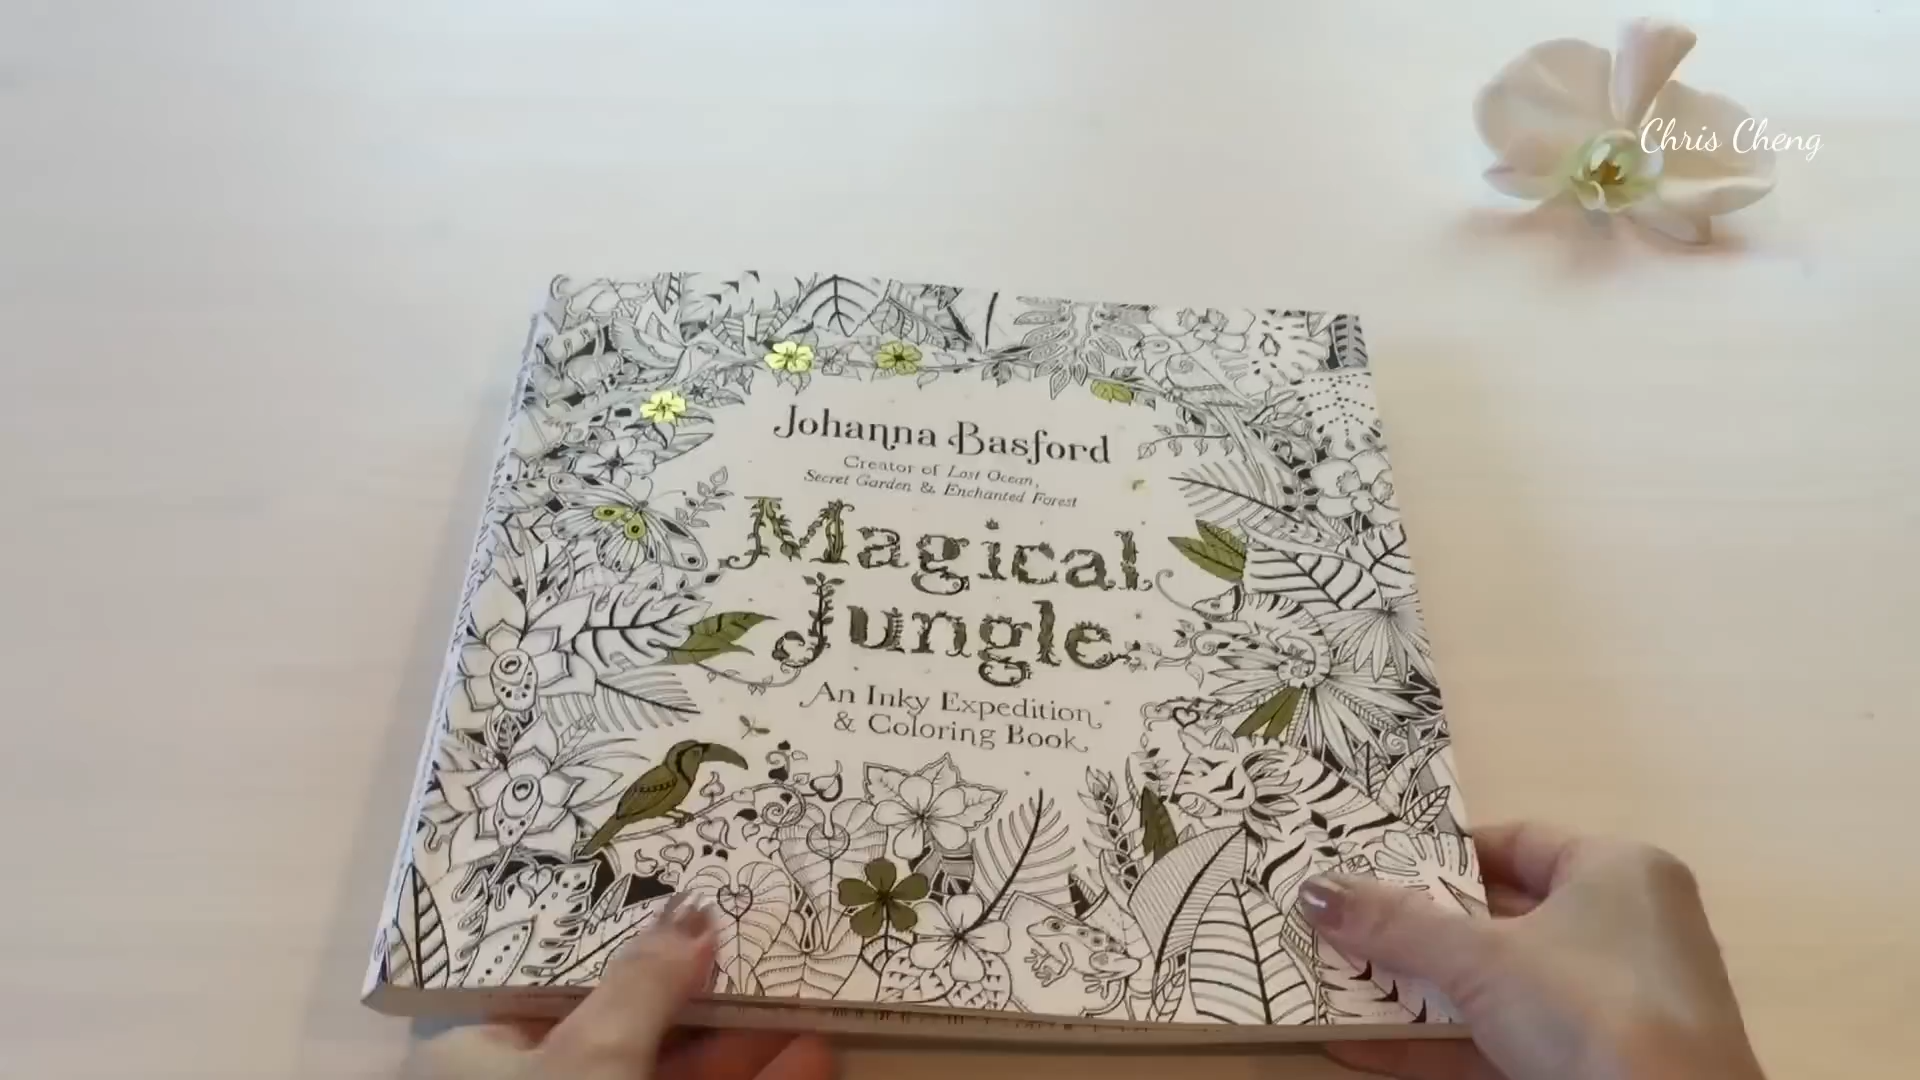 Chris Cheng
Johanna Basford
Creator of Lost Ocean,
Secret Garden & Enchanted Forest
Magical
Jungle
An Inky Expedition
& Coloring Book